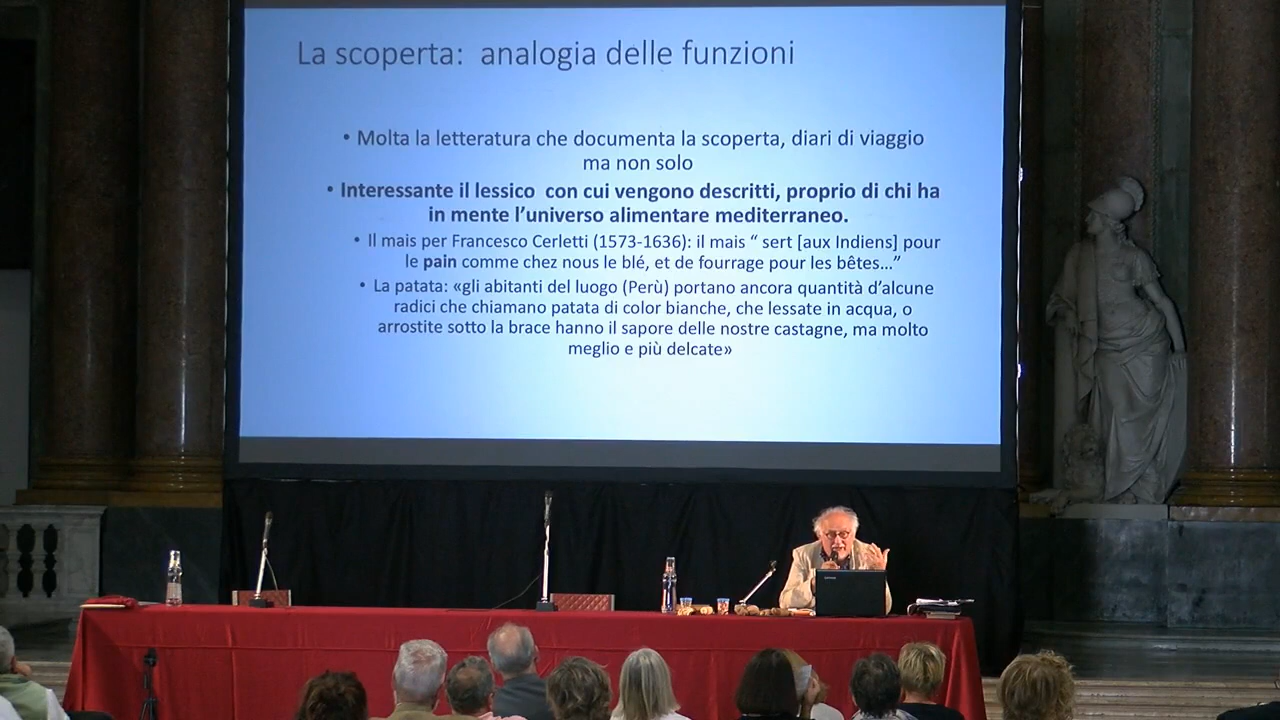 La scoperta: analogia delle funzioni
• Molta la letteratura che documenta la scoperta, diari di viaggio
ma non solo
• Interessante il lessico con cui vengono descritti, proprio di chi ha
in mente l'universo alimentare mediterraneo.
• Il mais per Francesco Cerletti (1573-1636): il mais “ sert [aux Indiens] pour
le pain comme chez nous le blé, et de fourrage pour les bêtes…”
• La patata: «gli abitanti del luogo (Perù) portano ancora quantità d'alcune
radici che chiamano patata di color bianche, che lessate in acqua, o
arrostite sotto la brace hanno il sapore delle nostre castagne, ma molto
meglio e più delcate»